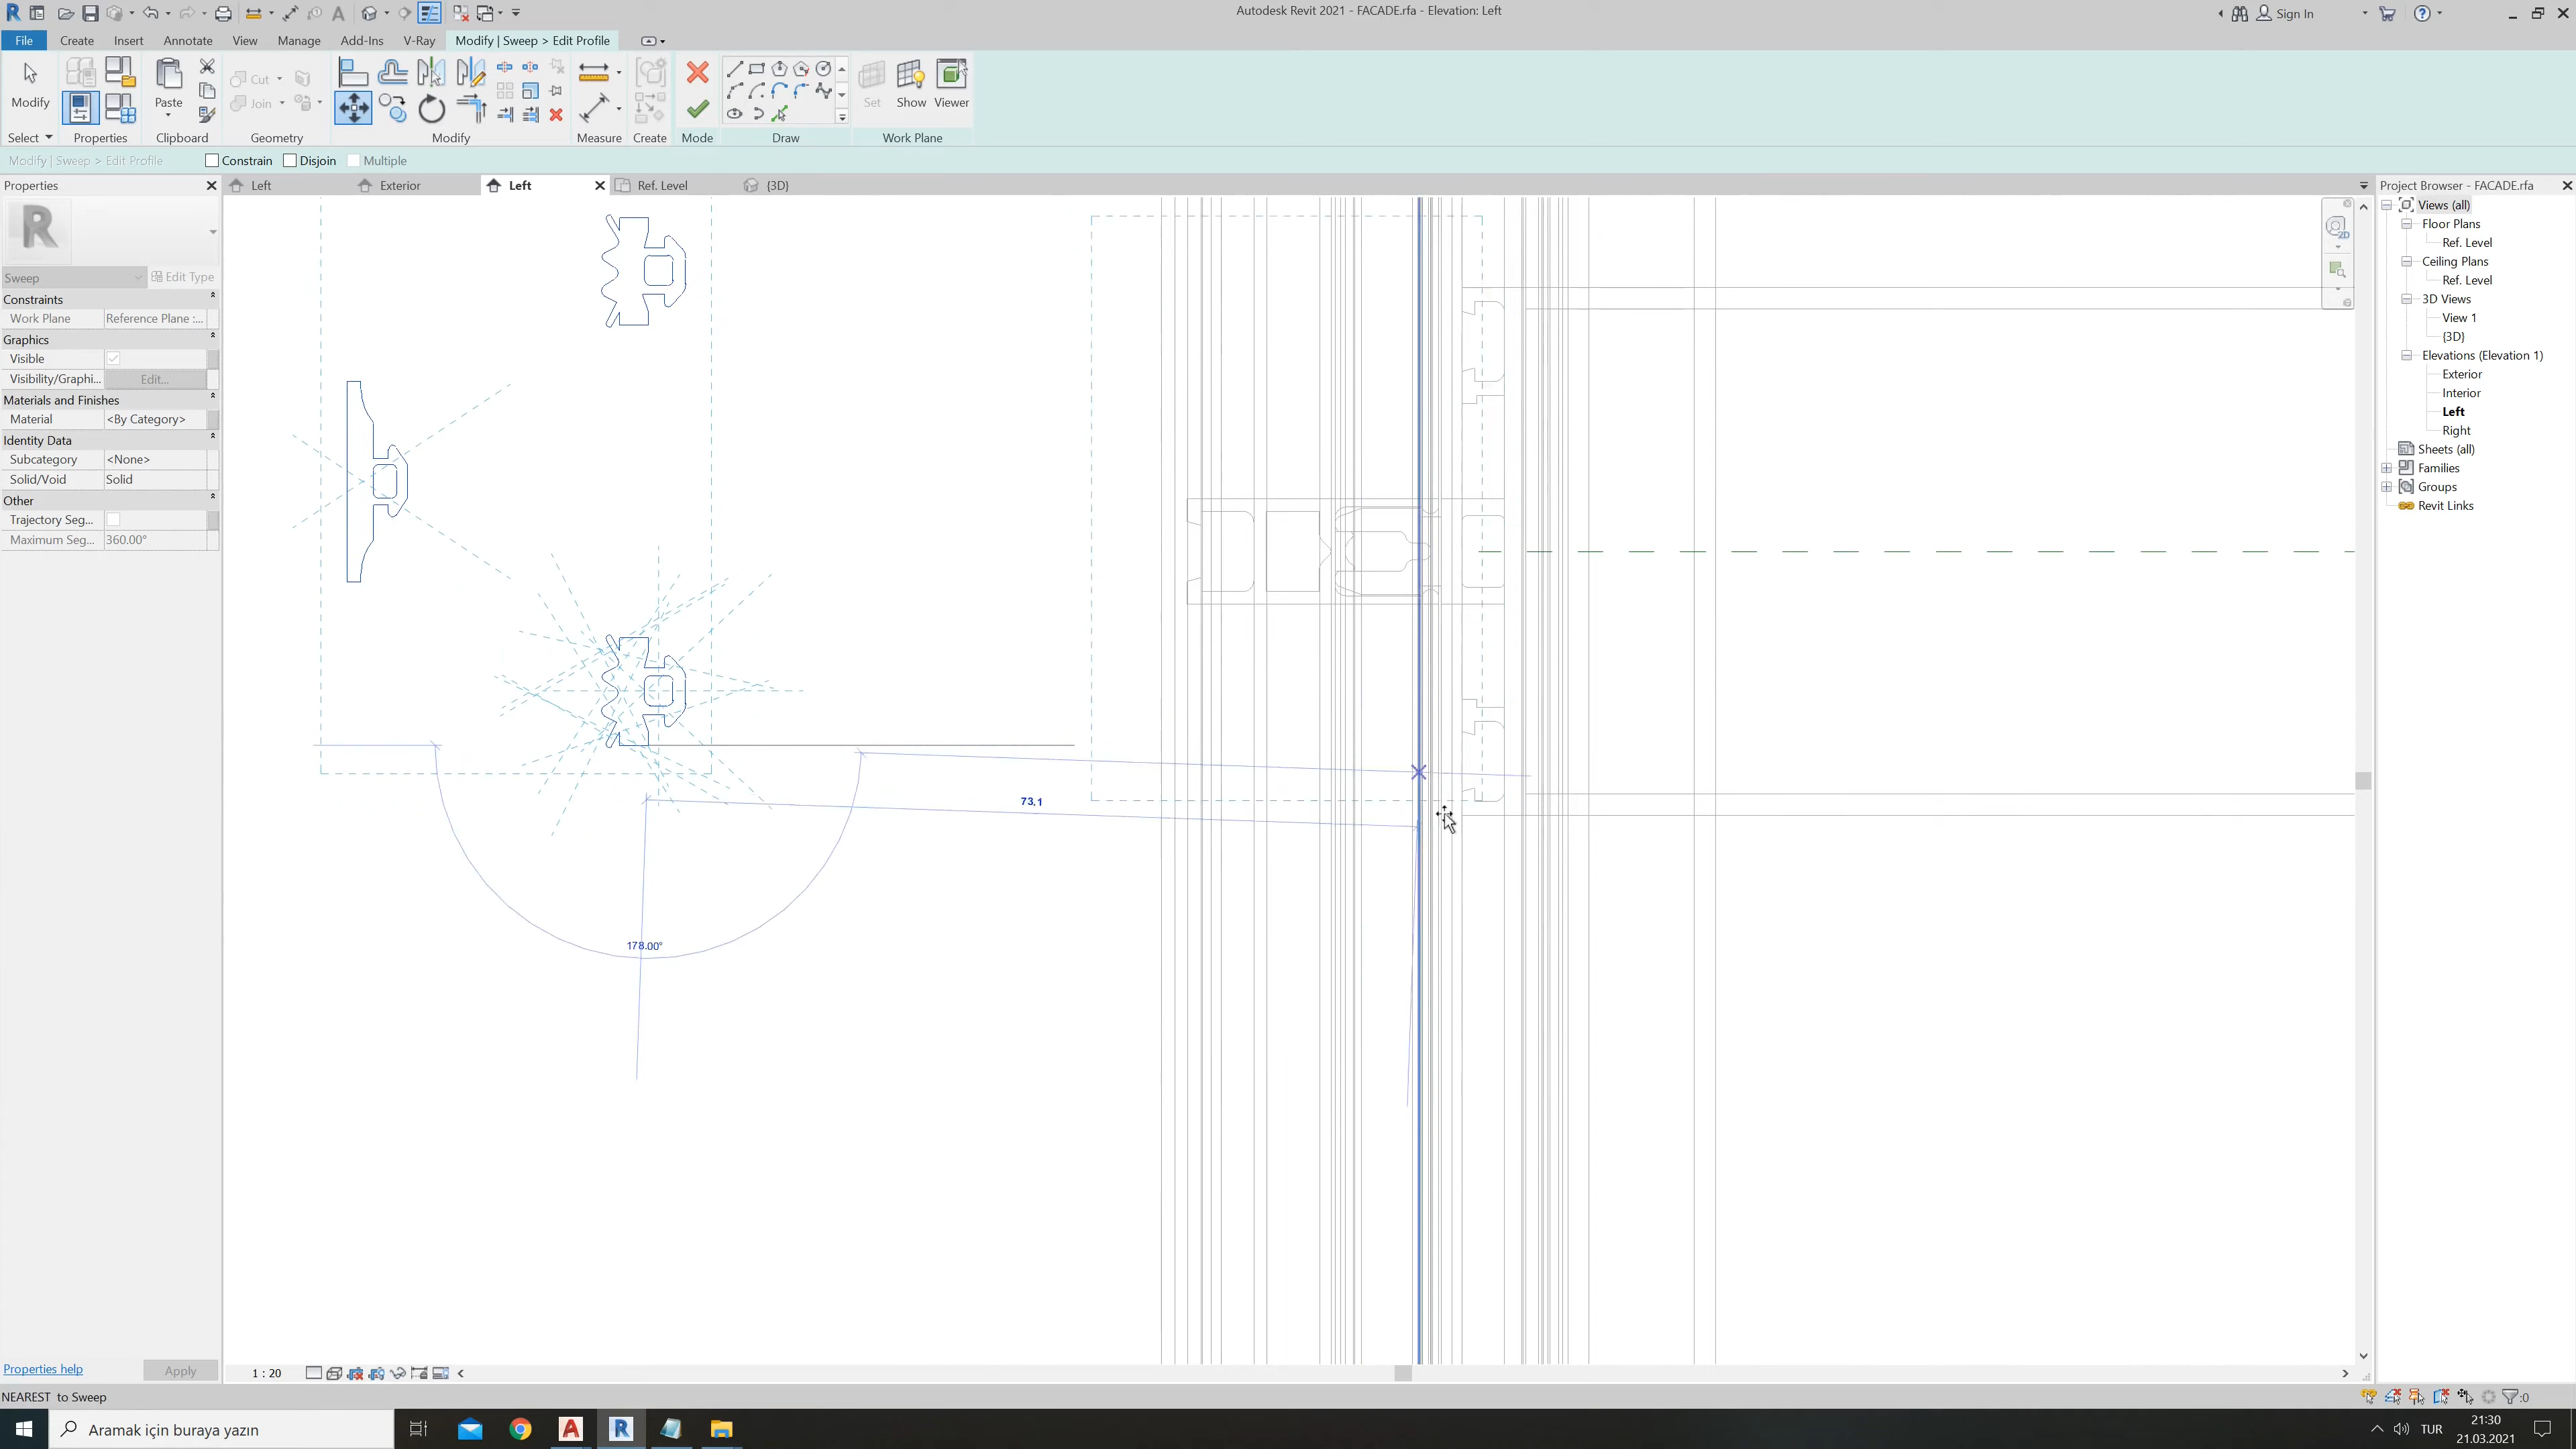 Autodesk Revit 2021 - FACADE.rfa - Elevation: Left
Sign In
File Create Insert Annotate View Manage Add-Ins V-Ray Modify | Sweep > Edit Profile
Modify
Paste
Cut
Join
Set Show Viewer
Select Properties Clipboard Geometry Modify Measure Create Mode Draw Work Plane
Modify | Sweep > Edit Profile Constrain Disjoin Multiple
Properties
Left Exterior Left Ref. Level {3D}
Project Browser - FACADE.rfa
Sweep Edit Type
Constraints
Work Plane Reference Plane :...
Graphics
Visible
Visibility/Graphi... Edit...
Materials and Finishes
Material <By Category>
Identity Data
Subcategory <None>
Solid/Void Solid
Other
Trajectory Seg...
Maximum Seg... 360.00°
Views (all)
Floor Plans
Ref. Level
Ceiling Plans
Ref. Level
3D Views
View 1
{3D}
Elevations (Elevation 1)
Exterior
Interior
Left
Right
Sheets (all)
Families
Groups
Revit Links
2D
73.1
178.00°
Properties help Apply
1 : 20
NEAREST to Sweep
:0
Aramak için buraya yazın
TUR
21:30
21.03.2021